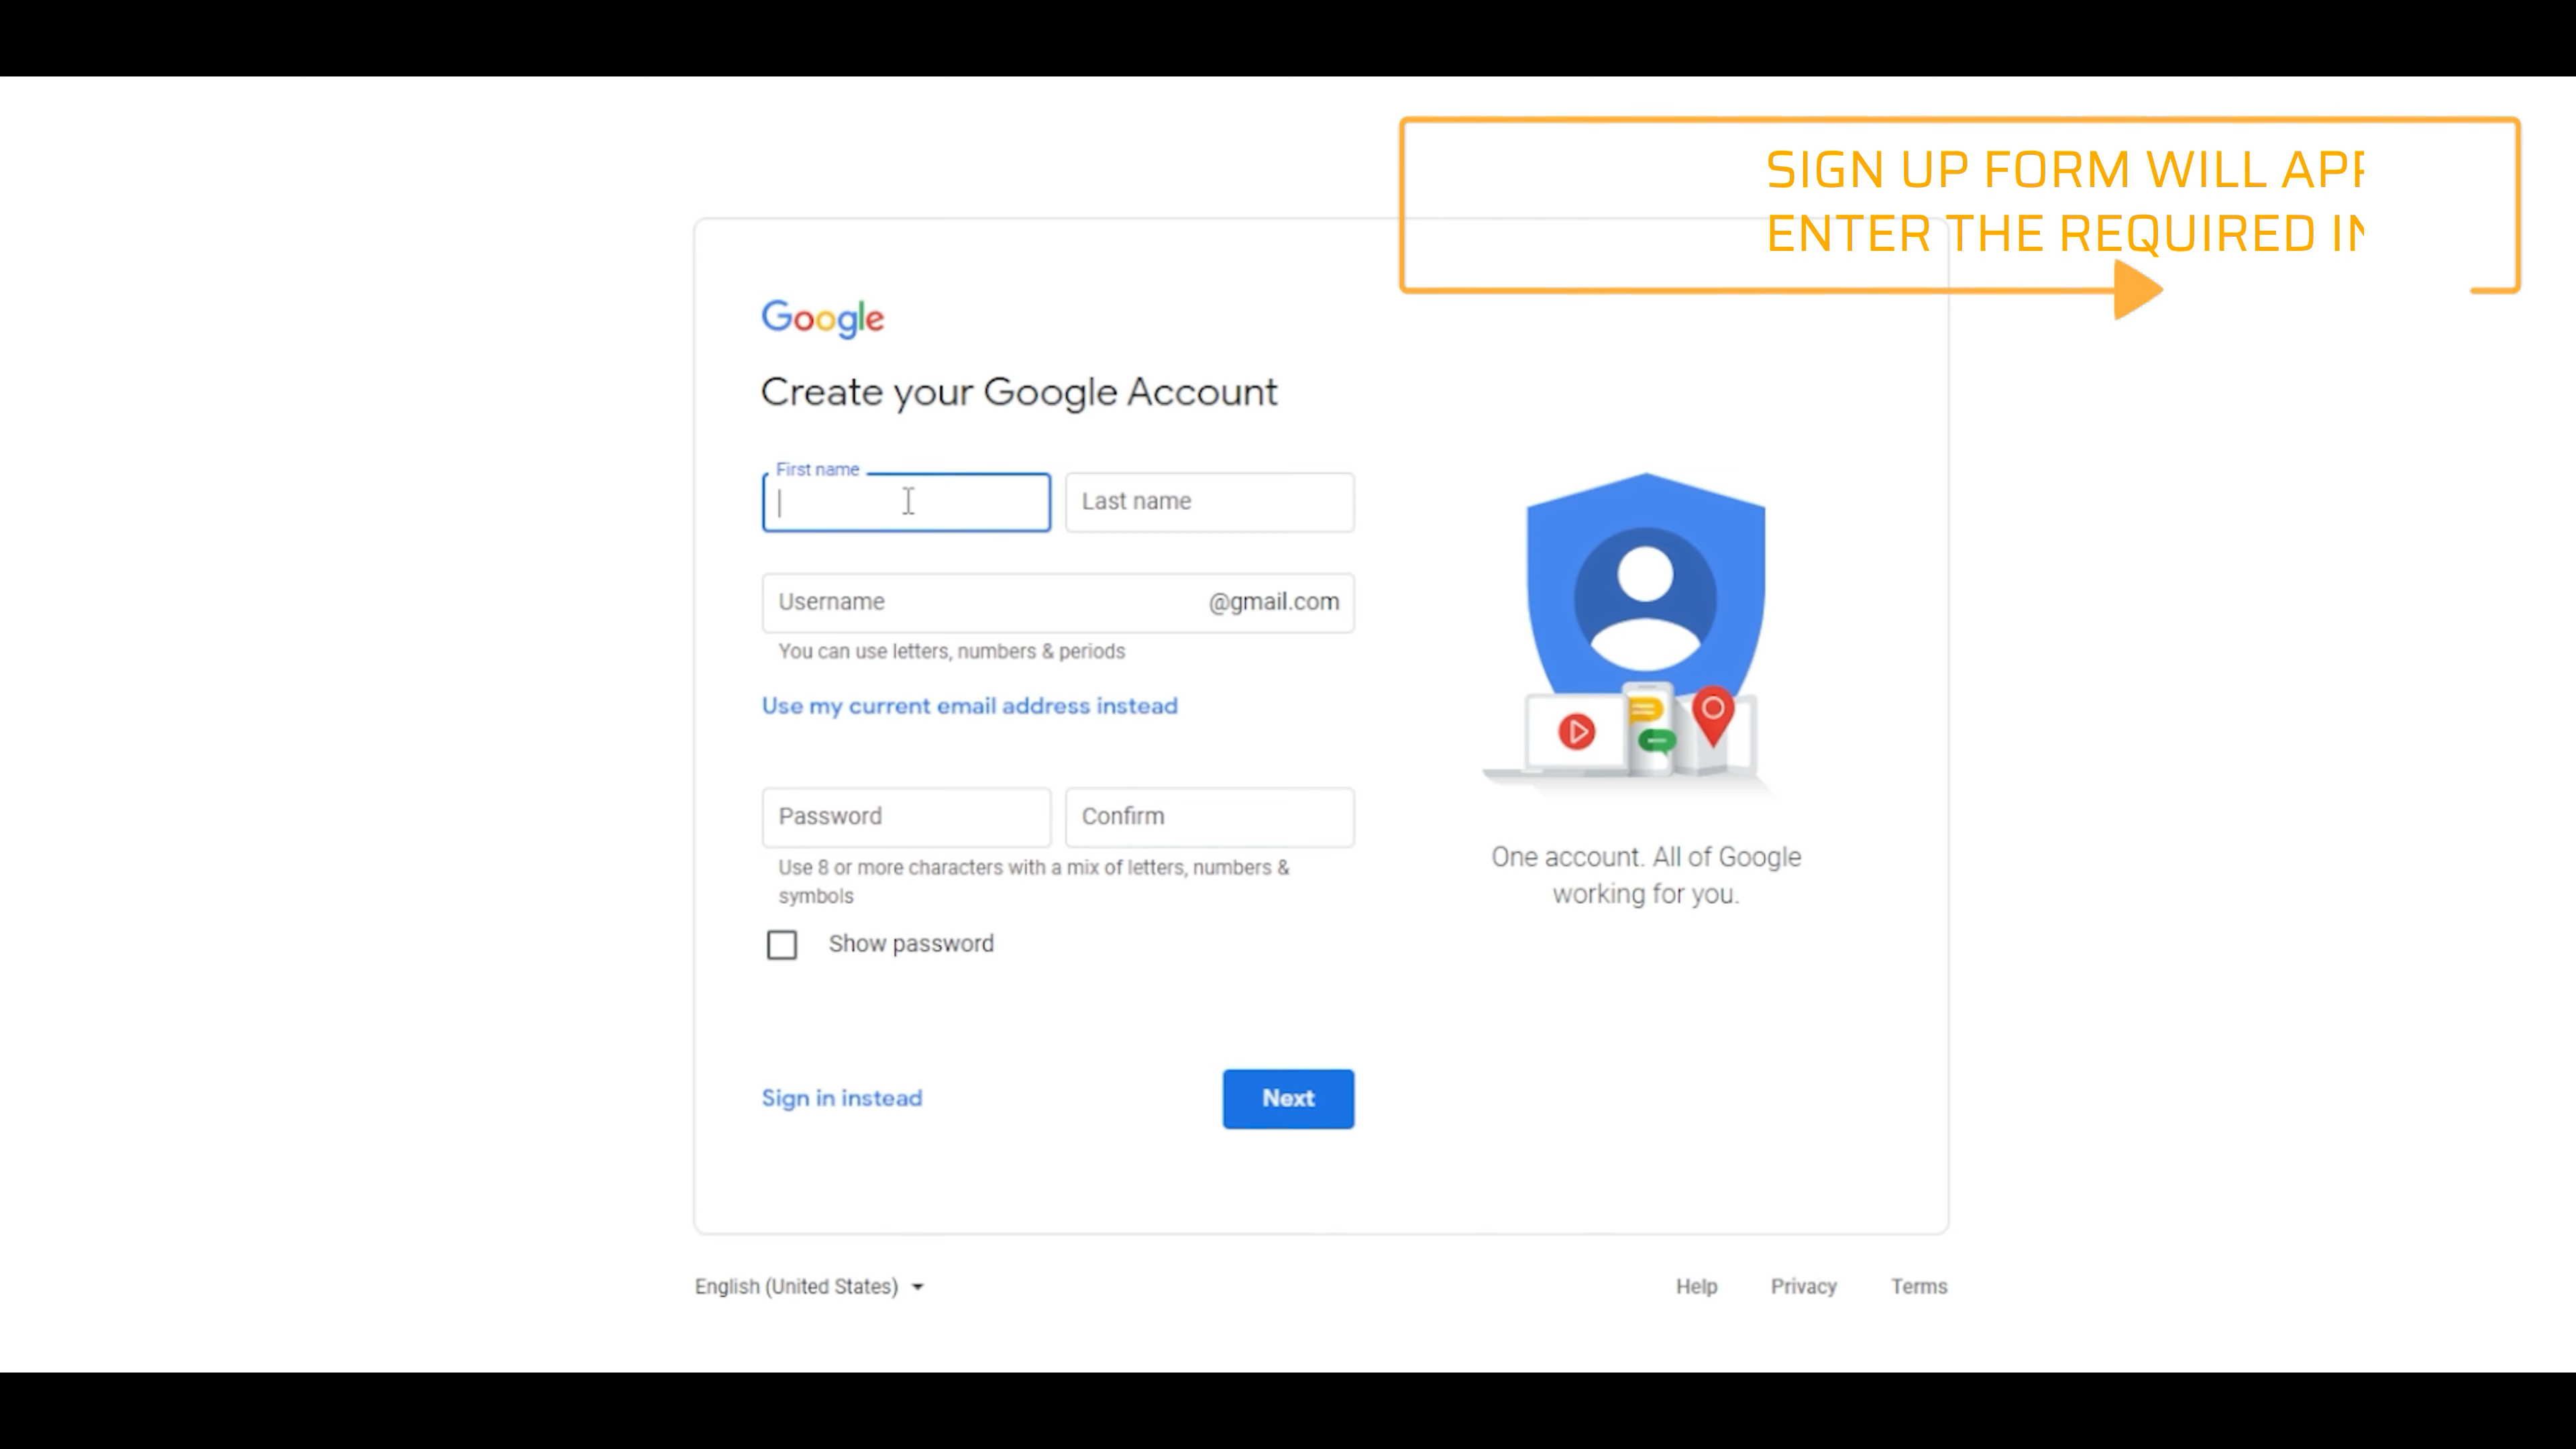 SIGN UP FORM WILL
ENTER THE REQUIRED
Google
Create your Google Account
First name
Last name
Username
@gmail.com
You can use letters, numbers & periods
Use my current email address instead
Password
Confirm
Use 8 or more characters with a mix of letters, numbers &
symbols
Show password
One account. All of Google
working for you.
Sign in instead
Next
English (United States)
Help
Privacy
Terms